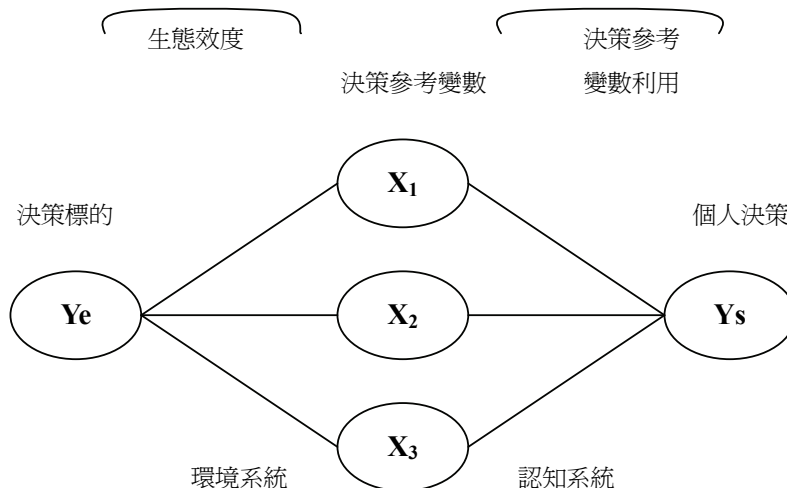 生態效度
決策參考
決策參考變數
變數利用
X₁
決策標的
個人決策
Ye
X₂
Ys
X₃
環境系統
認知系統